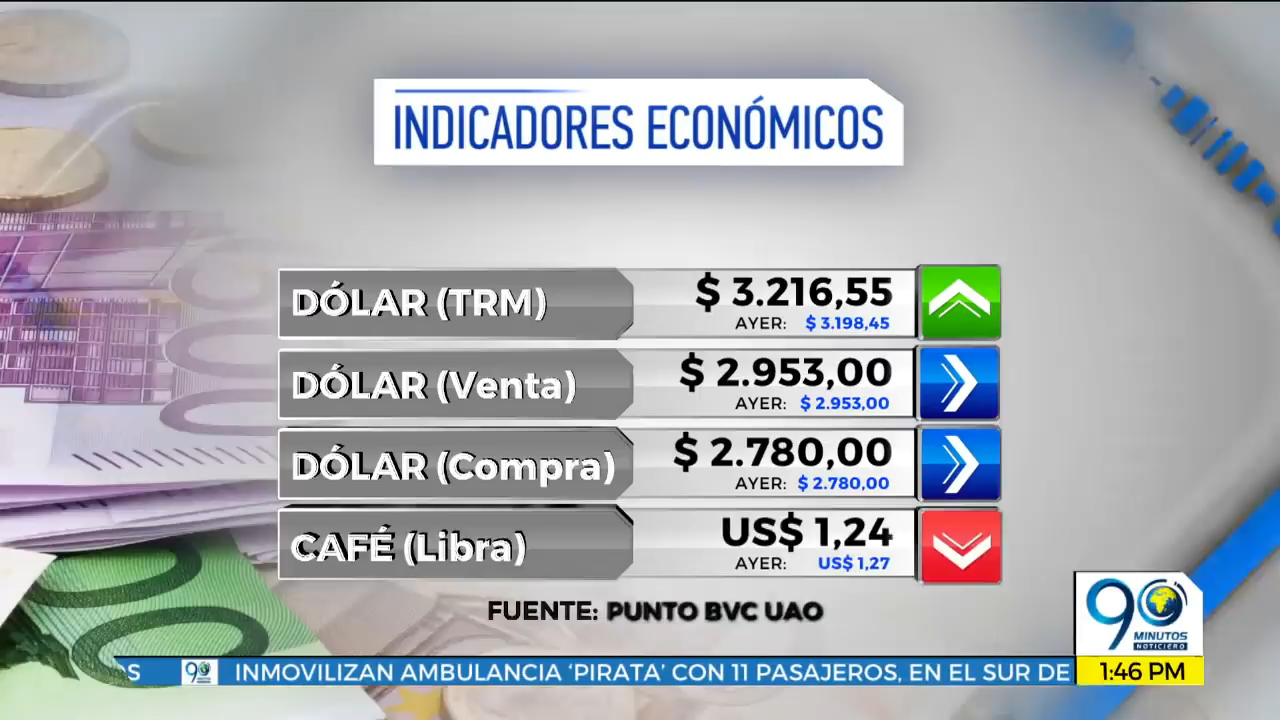 INDICADORES ECONÓMICOS
DÓLAR (TRM)
$ 3.216,55
AYER: $ 3.198,45
DÓLAR (Venta)
$ 2.953,00
AYER: $ 2.953,00
DÓLAR (Compra)
$ 2.780,00
AYER: $ 2.780,00
CAFÉ (Libra)
US$ 1,24
AYER: US$ 1,27
FUENTE: PUNTO BVC UAO
90
MINUTOS
NOTICIERO
INMOVILIZAN AMBULANCIA ‘PIRATA’ CON 11 PASAJEROS, EN EL SUR DE
1:46 PM